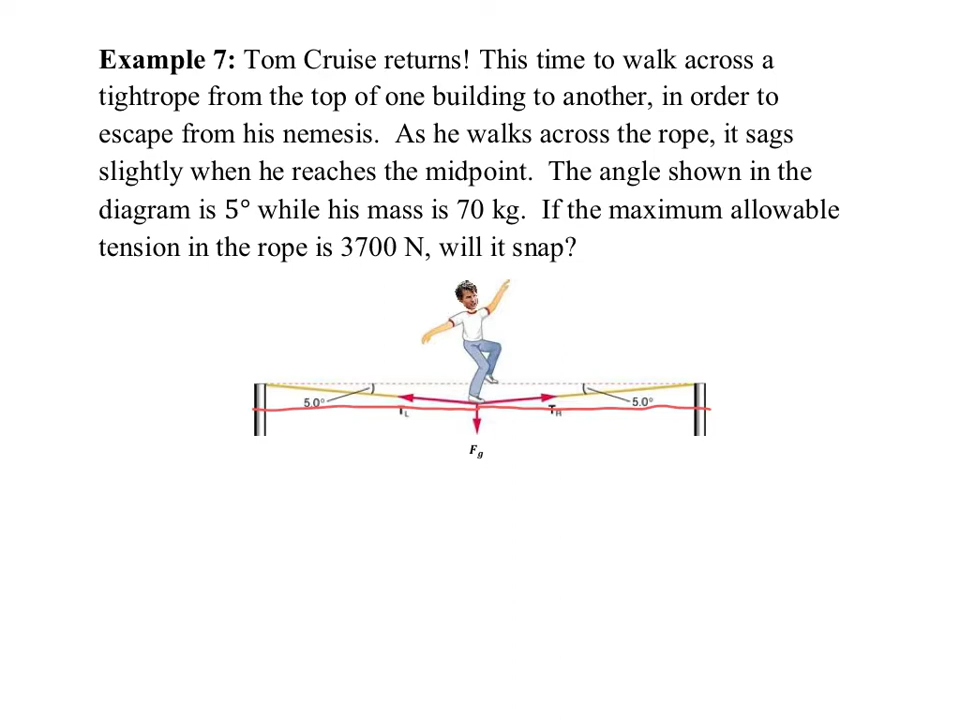 Example 7: Tom Cruise returns! This time to walk across a
tightrope from the top of one building to another, in order to
escape from his nemesis.  As he walks across the rope, it sags
slightly when he reaches the midpoint.  The angle shown in the
diagram is 5° while his mass is 70 kg.  If the maximum allowable
tension in the rope is 3700 N, will it snap?
5.0° 5.0°
TL TR
Fg